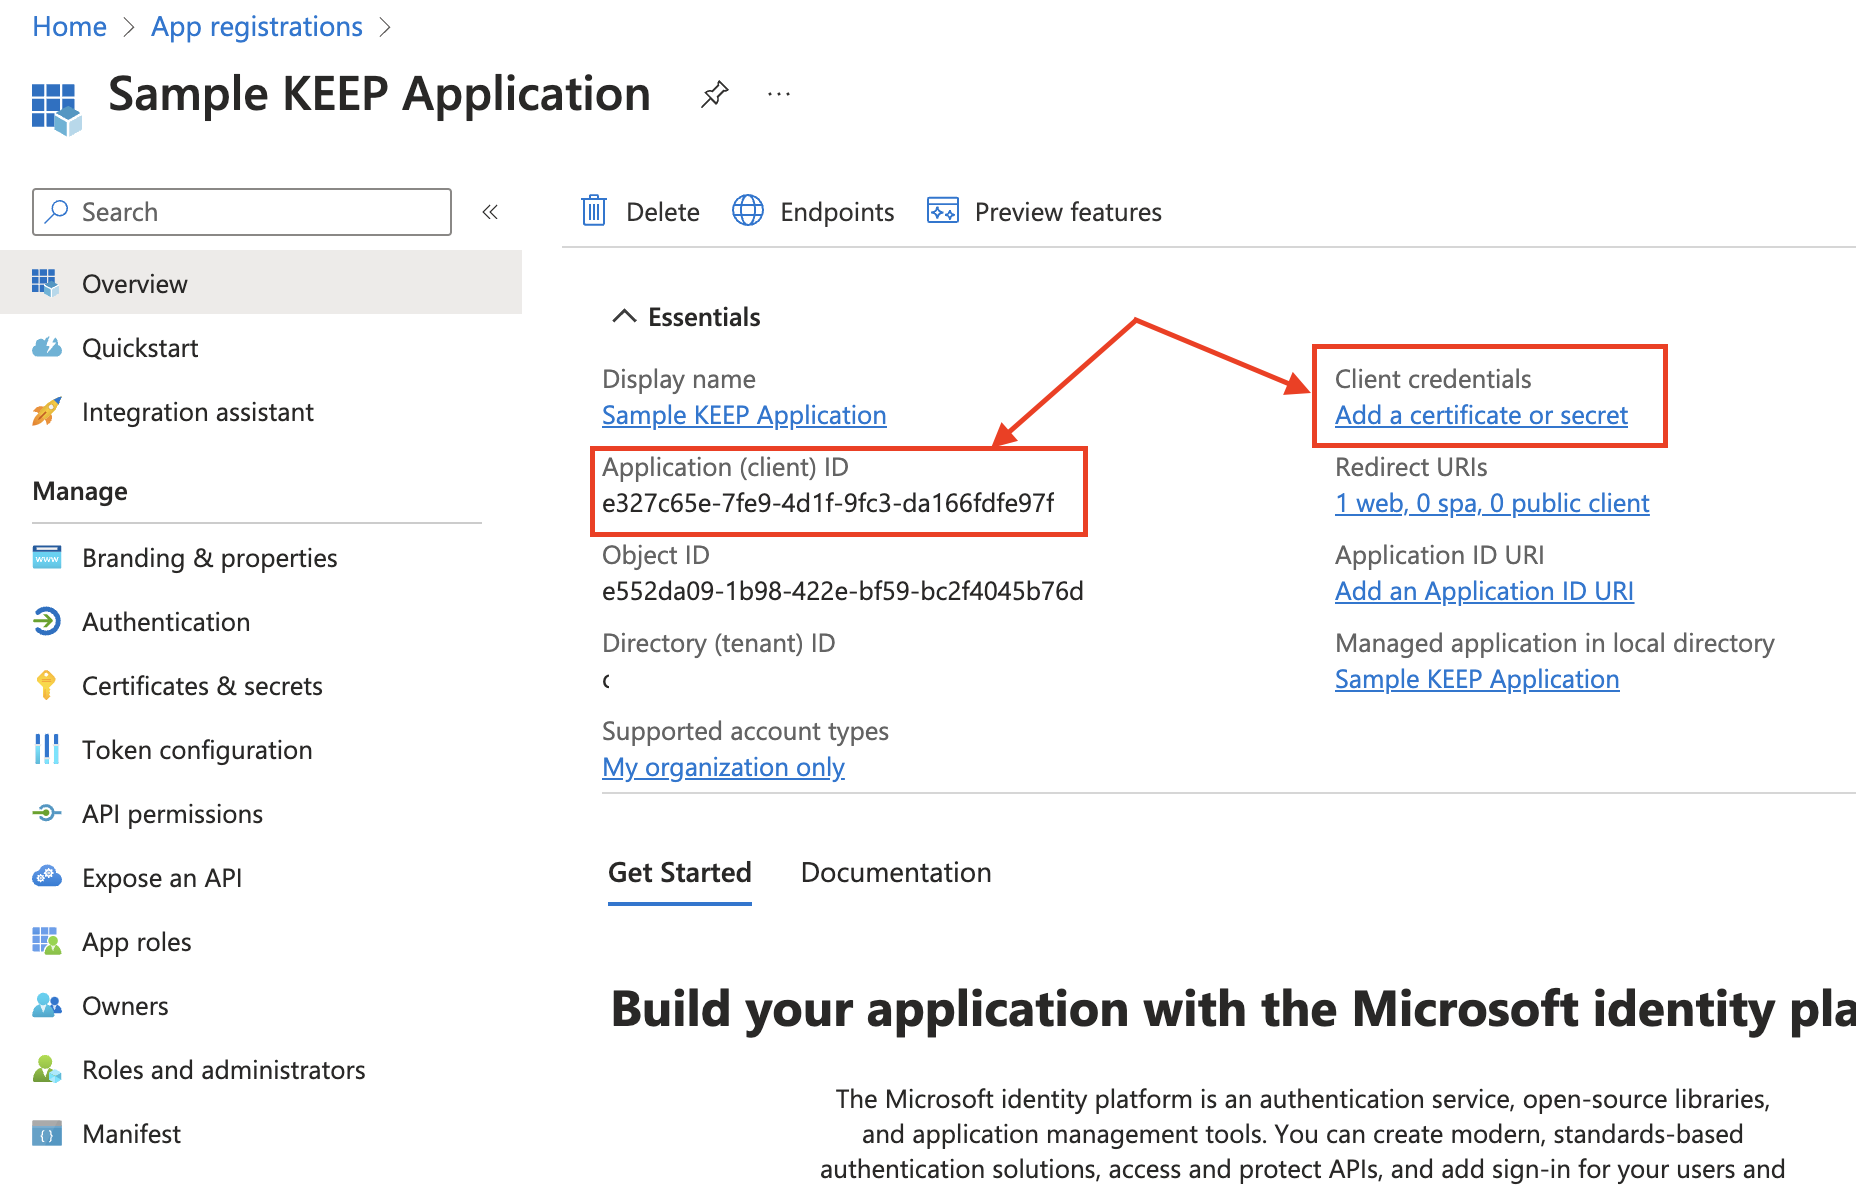 Home > App registrations >
Sample KEEP Application ...
Search «
Delete Endpoints Preview features
Overview
Quickstart
Integration assistant
Manage
Branding & properties
Authentication
Certificates & secrets
Token configuration
API permissions
Expose an API
App roles
Owners
Roles and administrators
Manifest
Essentials
Display name
Sample KEEP Application
Application (client) ID
e327c65e-7fe9-4d1f-9fc3-da166fdfe97f
Object ID
e552da09-1b98-422e-bf59-bc2f4045b76d
Directory (tenant) ID
Supported account types
My organization only
Client credentials
Add a certificate or secret
Redirect URIs
1 web, 0 spa, 0 public client
Application ID URI
Add an Application ID URI
Managed application in local directory
Sample KEEP Application
Get Started Documentation
Build your application with the Microsoft identity pla
The Microsoft identity platform is an authentication service, open-source libraries,
and application management tools. You can create modern, standards-based
authentication solutions, access and protect APIs, and add sign-in for your users and